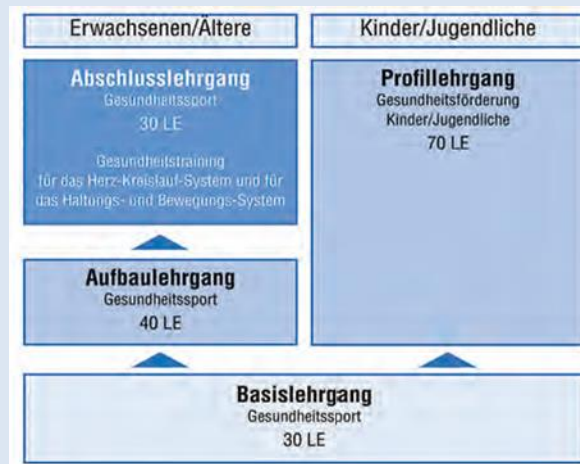 Erwachsenen/Ältere
Kinder/Jugendliche
Abschlusslehrgang
Gesundheitssport
30 LE
Gesundheitstraining
für das Herz-Kreislauf-System und für
das Haltungs- und Bewegungs-System
Profillehrgang
Gesundheitsförderung
Kinder/Jugendliche
70 LE
Aufbaulehrgang
Gesundheitssport
40 LE
Basislehrgang
Gesundheitssport
30 LE